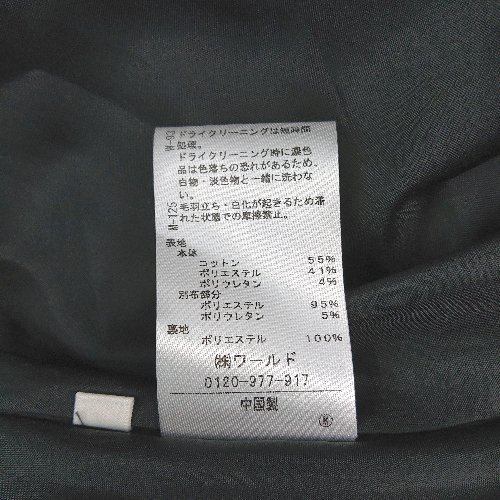 M-93 ドライクリーニングは短時間
処理。
ドライクリーニング時に濃色
品は色落ちの恐れがあるため、
白物・淡色物と一緒に洗わな
い。
M-125 毛羽立ち・白化が起きるため濡れ
た状態での摩擦禁止。
表地
本体
コットン 55%
ポリエステル 41%
ポリウレタン 4%
別布部分
ポリエステル 95%
ポリウレタン 5%
裏地
ポリエステル 100%
㈱ワールド
0120-977-917
中国製